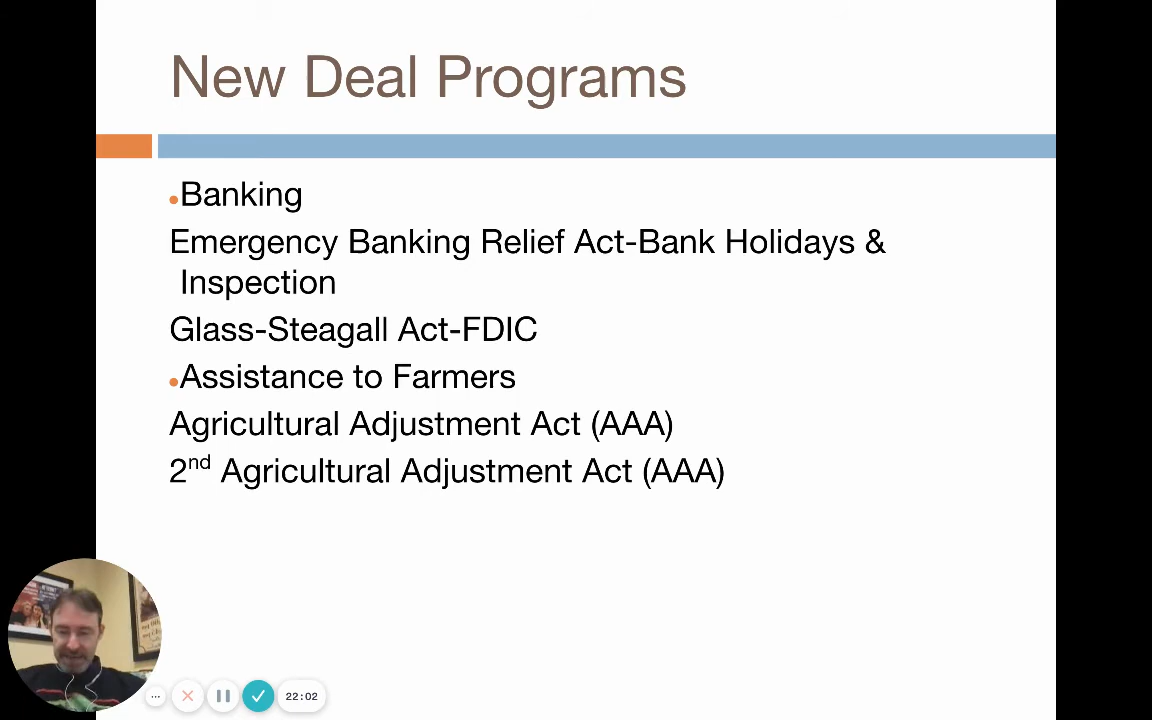 New Deal Programs
•Banking
Emergency Banking Relief Act-Bank Holidays &
Inspection
Glass-Steagall Act-FDIC
•Assistance to Farmers
Agricultural Adjustment Act (AAA)
2nd Agricultural Adjustment Act (AAA)
22:02